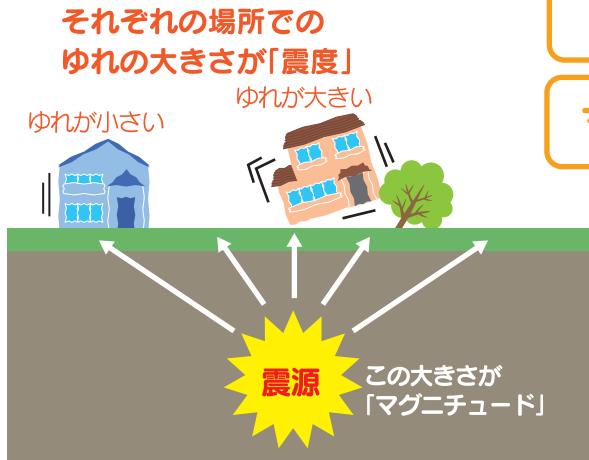 それぞれの場所での
ゆれの大きさが「震度」
ゆれが大きい
ゆれが小さい
震源
この大きさが
「マグニチュード」